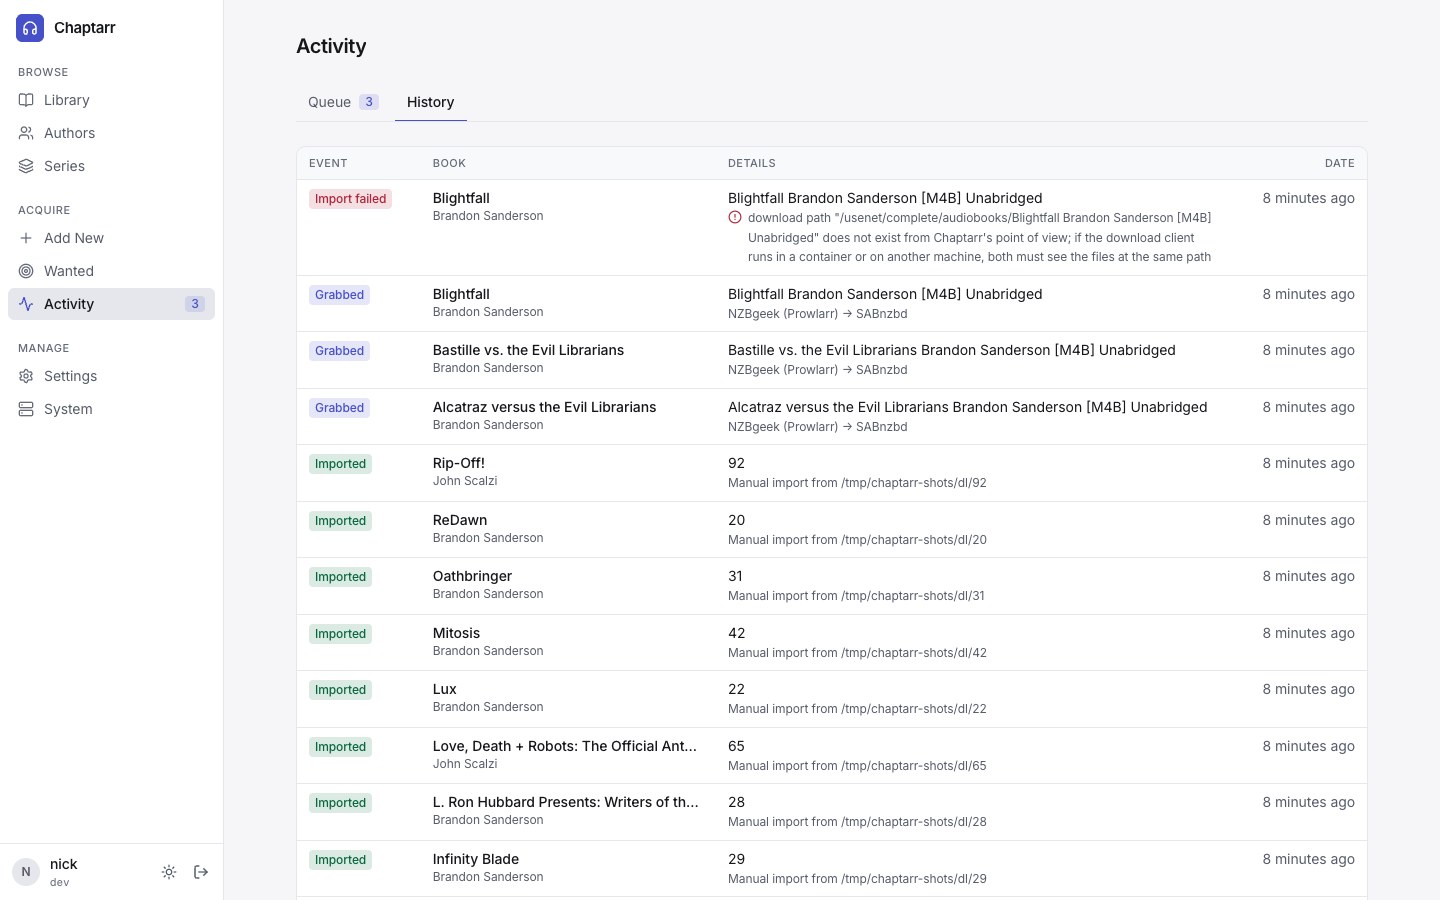 Chaptarr
BROWSE
Library
Authors
Series
ACQUIRE
Add New
Wanted
Activity 3
MANAGE
Settings
System
N
nick
dev
Activity
Queue 3 History
EVENT BOOK DETAILS DATE
Import failed Blightfall Blightfall Brandon Sanderson [M4B] Unabridged 8 minutes ago
Brandon Sanderson download path "/usenet/complete/audiobooks/Blightfall Brandon Sanderson [M4B]
Unabridged" does not exist from Chaptarr's point of view; if the download client
runs in a container or on another machine, both must see the files at the same path
Grabbed Blightfall Blightfall Brandon Sanderson [M4B] Unabridged 8 minutes ago
Brandon Sanderson NZBgeek (Prowlarr) → SABnzbd
Grabbed Bastille vs. the Evil Librarians Bastille vs. the Evil Librarians Brandon Sanderson [M4B] Unabridged 8 minutes ago
Brandon Sanderson NZBgeek (Prowlarr) → SABnzbd
Grabbed Alcatraz versus the Evil Librarians Alcatraz versus the Evil Librarians Brandon Sanderson [M4B] Unabridged 8 minutes ago
Brandon Sanderson NZBgeek (Prowlarr) → SABnzbd
Imported Rip-Off! 92 8 minutes ago
John Scalzi Manual import from /tmp/chaptarr-shots/dl/92
Imported ReDawn 20 8 minutes ago
Brandon Sanderson Manual import from /tmp/chaptarr-shots/dl/20
Imported Oathbringer 31 8 minutes ago
Brandon Sanderson Manual import from /tmp/chaptarr-shots/dl/31
Imported Mitosis 42 8 minutes ago
Brandon Sanderson Manual import from /tmp/chaptarr-shots/dl/42
Imported Lux 22 8 minutes ago
Brandon Sanderson Manual import from /tmp/chaptarr-shots/dl/22
Imported Love, Death + Robots: The Official Ant... 65 8 minutes ago
John Scalzi Manual import from /tmp/chaptarr-shots/dl/65
Imported L. Ron Hubbard Presents: Writers of th... 28 8 minutes ago
Brandon Sanderson Manual import from /tmp/chaptarr-shots/dl/28
Imported Infinity Blade 29 8 minutes ago
Brandon Sanderson Manual import from /tmp/chaptarr-shots/dl/29